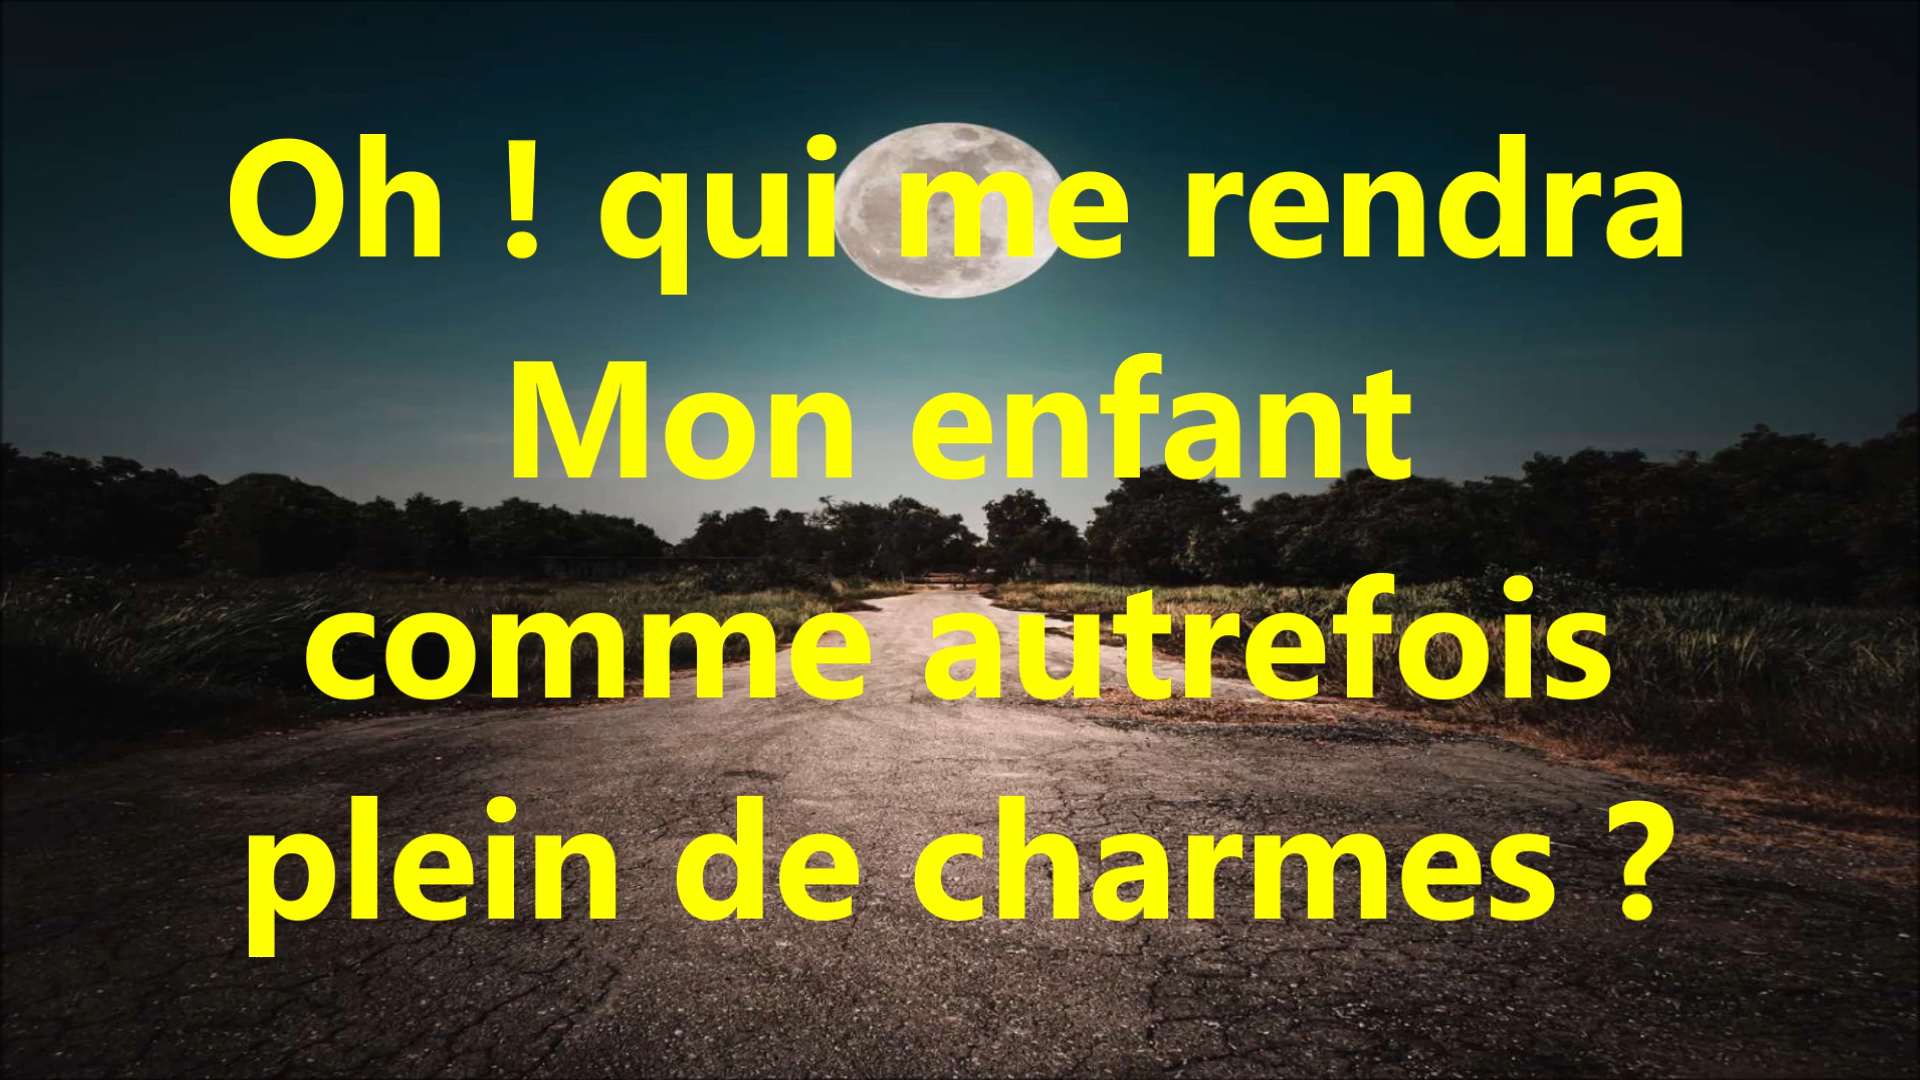 Oh ! qui me rendra
Mon enfant
comme autrefois
plein de charmes ?